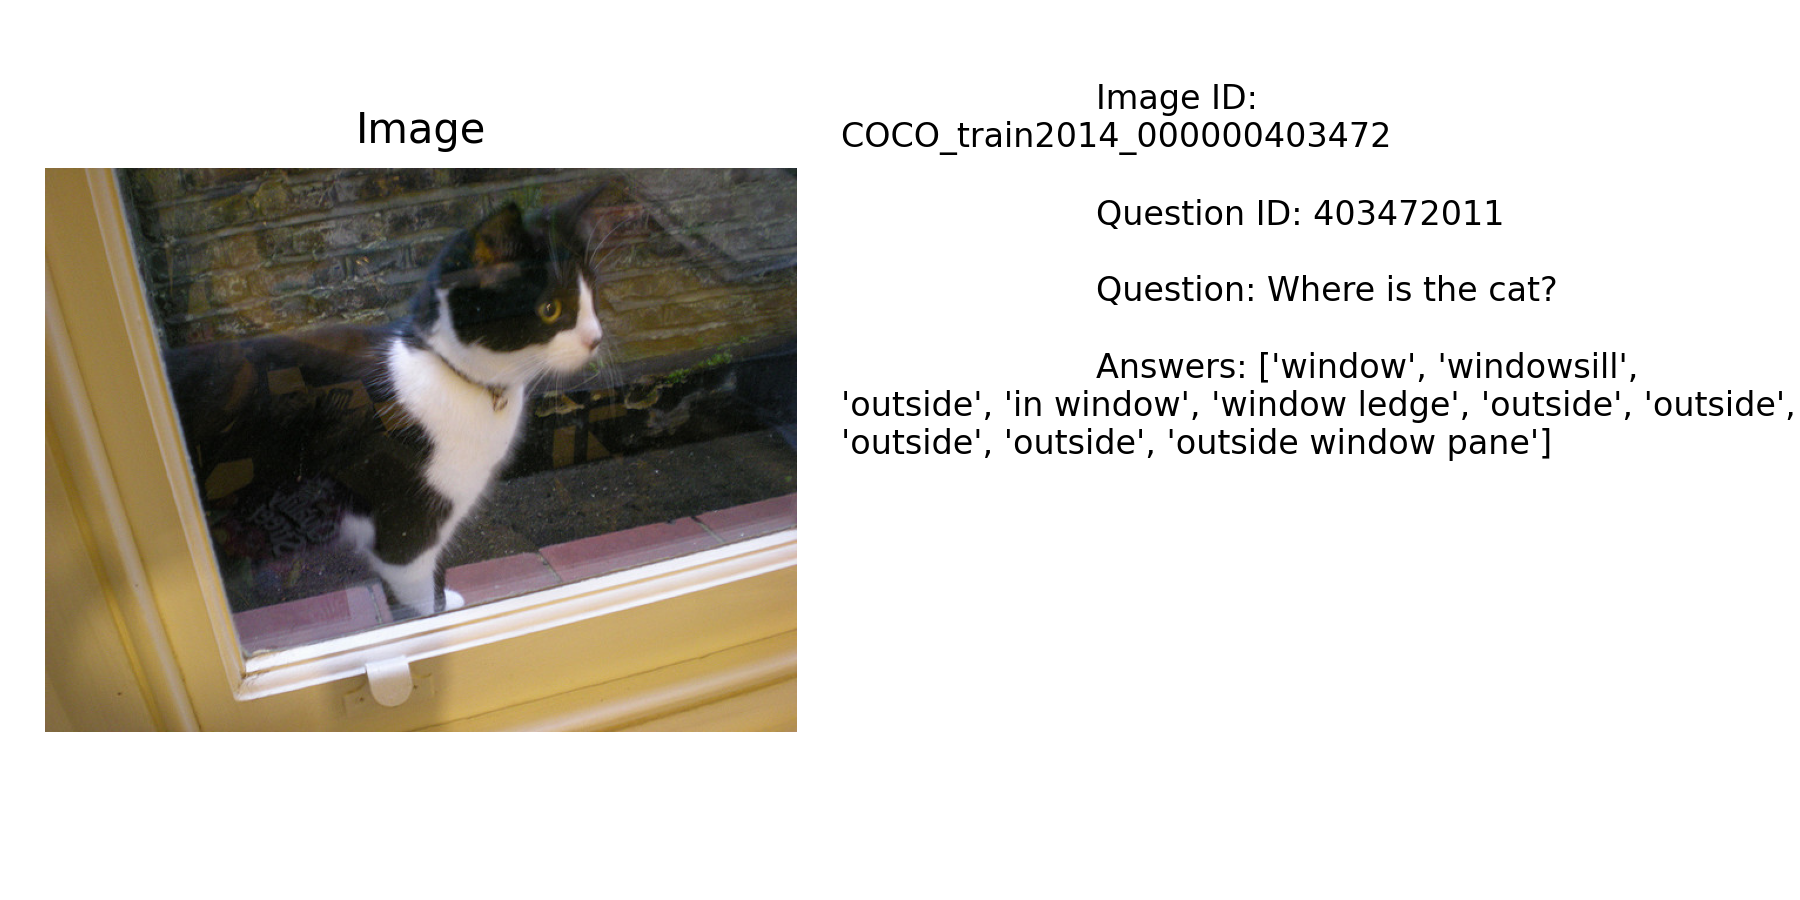 Image
Image ID:
COCO_train2014_000000403472
Question ID: 403472011
Question: Where is the cat?
Answers: ['window', 'windowsill',
'outside', 'in window', 'window ledge', 'outside', 'outside',
'outside', 'outside', 'outside window pane']